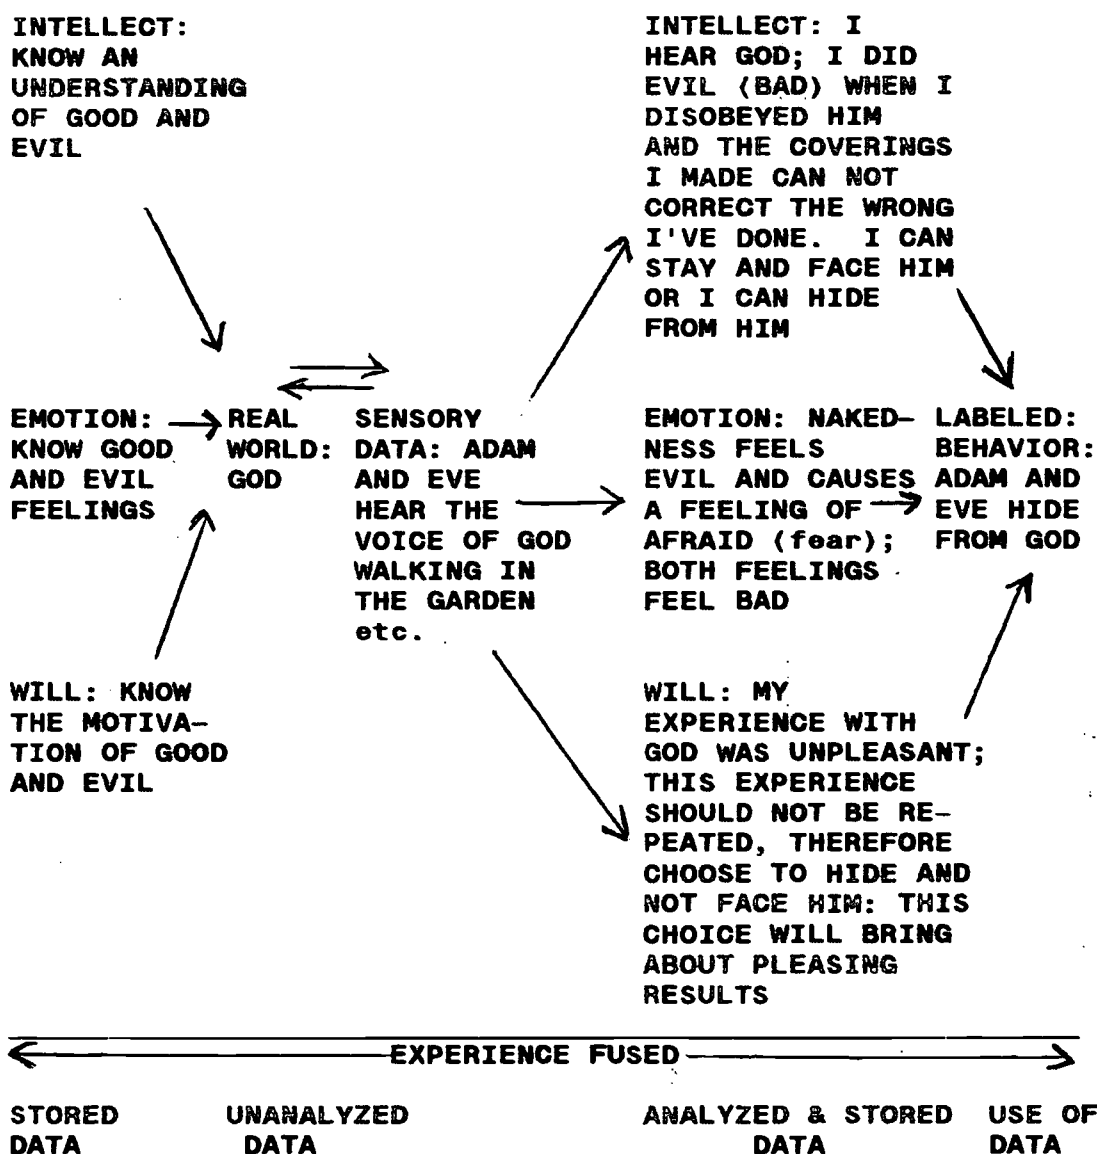 INTELLECT:
KNOW AN
UNDERSTANDING
OF GOOD AND
EVIL
INTELLECT: I
HEAR GOD; I DID
EVIL (BAD) WHEN I
DISOBEYED HIM
AND THE COVERINGS
I MADE CAN NOT
CORRECT THE WRONG
I'VE DONE. I CAN
STAY AND FACE HIM
OR I CAN HIDE
FROM HIM
EMOTION:
KNOW GOOD
AND EVIL
FEELINGS
REAL
WORLD:
GOD
SENSORY
DATA: ADAM
AND EVE
HEAR THE
VOICE OF GOD
WALKING IN
THE GARDEN
etc.
EMOTION: NAKED-
NESS FEELS
EVIL AND CAUSES
A FEELING OF
AFRAID (fear);
BOTH FEELINGS
FEEL BAD
LABELED:
BEHAVIOR:
ADAM AND
EVE HIDE
FROM GOD
WILL: KNOW
THE MOTIVA-
TION OF GOOD
AND EVIL
WILL: MY
EXPERIENCE WITH
GOD WAS UNPLEASANT;
THIS EXPERIENCE
SHOULD NOT BE RE-
PEATED, THEREFORE
CHOOSE TO HIDE AND
NOT FACE HIM: THIS
CHOICE WILL BRING
ABOUT PLEASING
RESULTS
EXPERIENCE FUSED
STORED
DATA
UNANALYZED
DATA
ANALYZED & STORED
DATA
USE OF
DATA